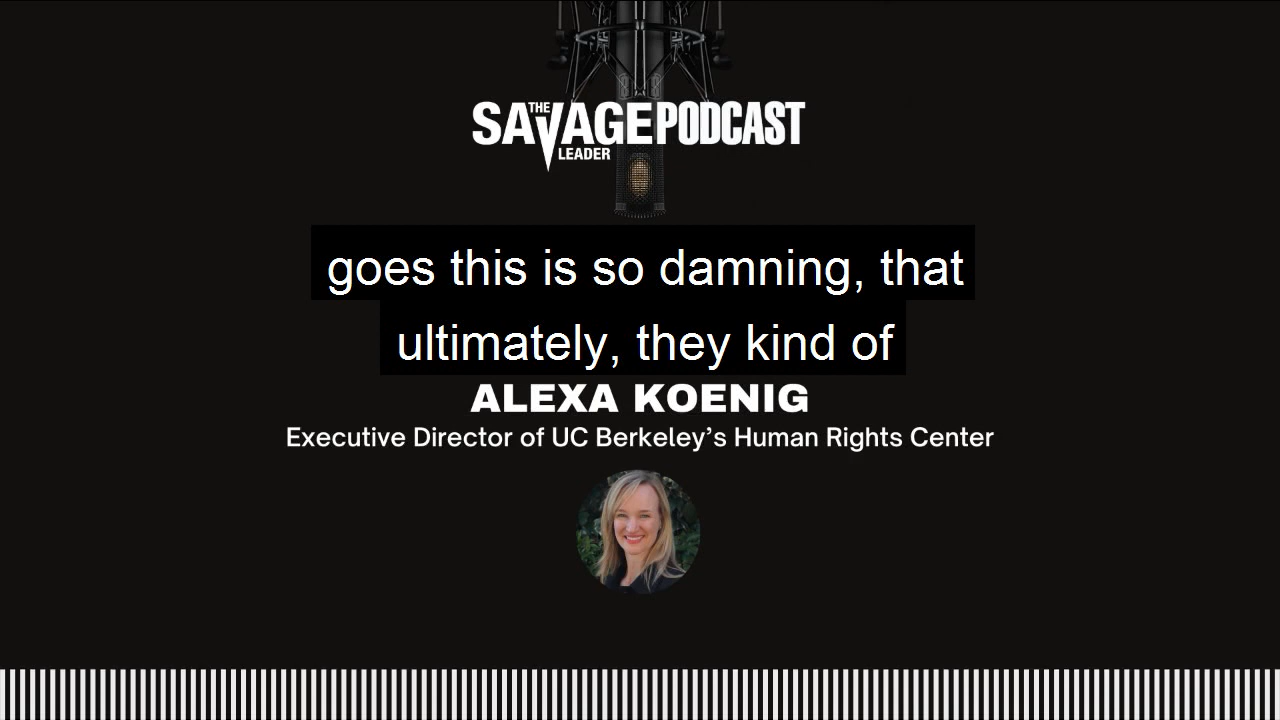 THE
SAVAGE PODCAST
LEADER
goes this is so damning, that
ultimately, they kind of
ALEXA KOENIG
Executive Director of UC Berkeley’s Human Rights Center